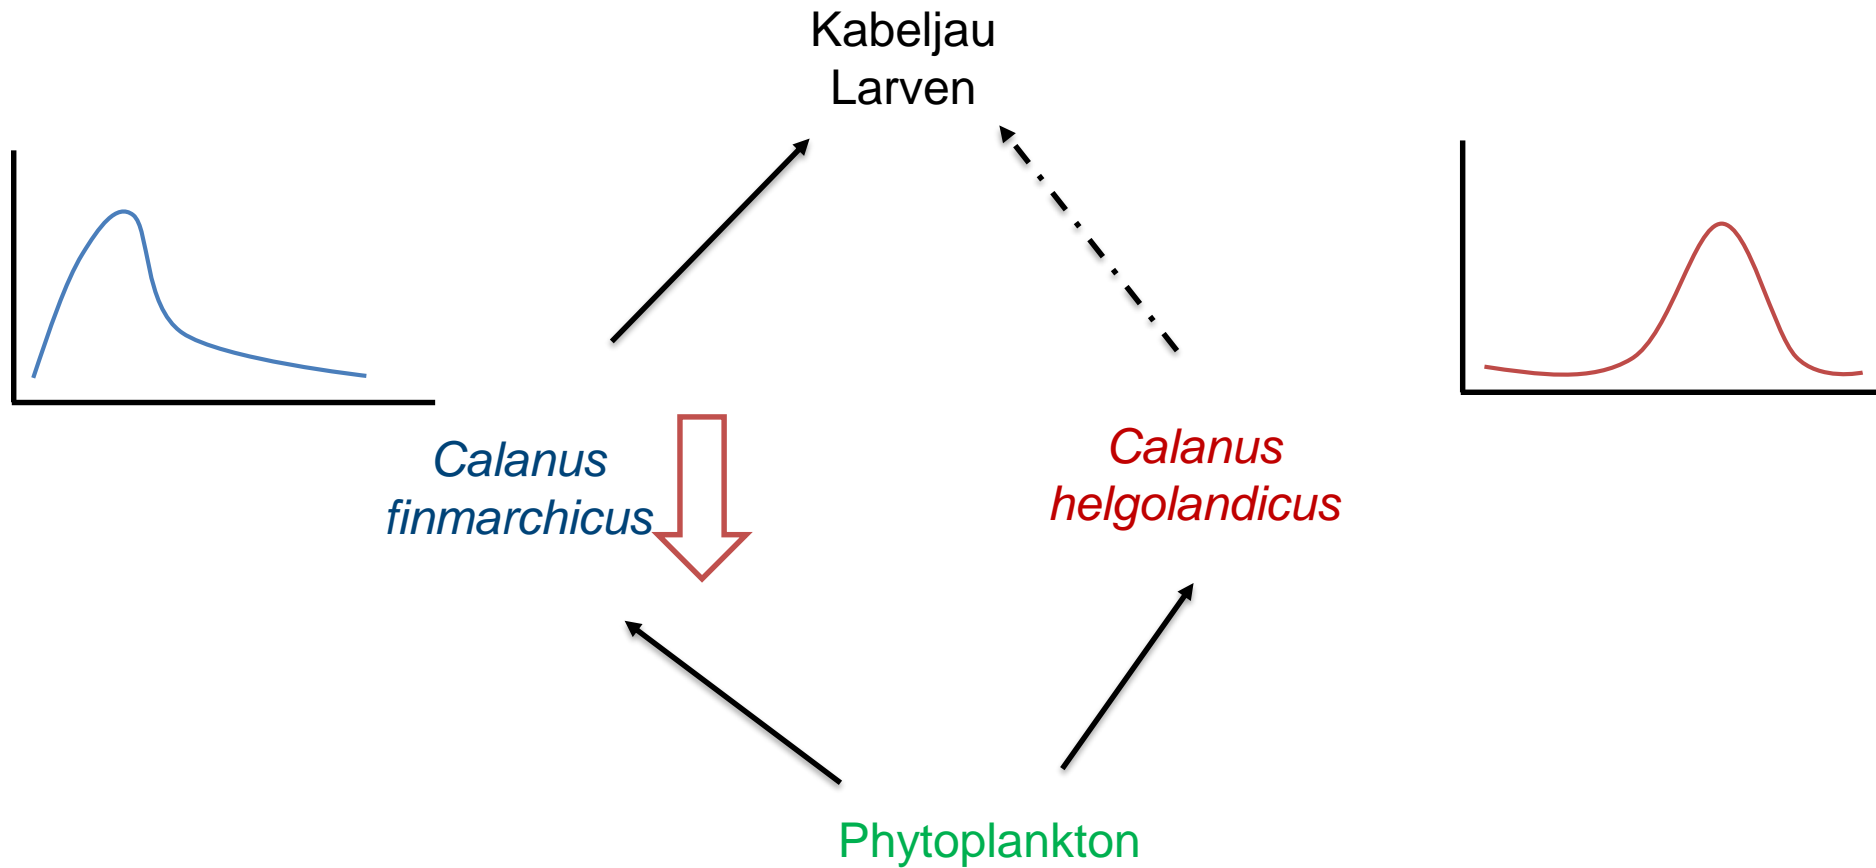 Kabeljau
Larven
Calanus
finmarchicus
Calanus
helgolandicus
Phytoplankton